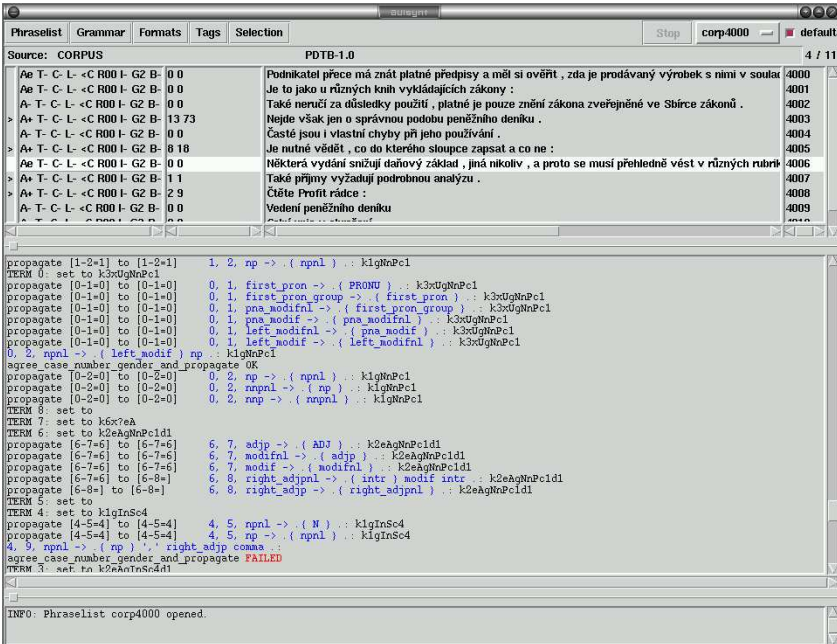 GDLsynt
Phraselist Grammar Formats Tags Selection Stop corp4000 default
Source: CORPUS PDTB-1.0 4 / 11
Ae T- C- L- <C R00 I- G2 B- 0 0 Podnikatel přece má znát platné předpisy a měl si ověřit , zda je prodávaný výrobek s nimi v soulad 4000
Ae T- C- L- <C R00 I- G2 B- 0 0 Je to jako u různých knih vykládajících zákony : 4001
A- T- C- L- <C R00 I- G2 B- 0 0 Také neručí za důsledky použití , platné je pouze znění zákona zveřejněné ve Sbírce zákonů . 4002
> A+ T- C- L- <C R00 I- G2 B- 13 73 Nejde však jen o správnou podobu peněžního deníku . 4003
A- T- C- L- <C R00 I- G2 B- 0 0 Časté jsou i vlastní chyby při jeho používání . 4004
> A+ T- C- L- <C R00 I- G2 B- 8 18 Je nutné vědět , co do kterého sloupce zapsat a co ne : 4005
Ae T- C- L- <C R00 I- G2 B- 0 0 Některá vydání snižují daňový základ , jiná nikoliv , a proto se musí přehledně vést v různých rubrik 4006
> A+ T- C- L- <C R00 I- G2 B- 1 1 Také příjmy vyžadují podrobnou analýzu . 4007
> A+ T- C- L- <C R00 I- G2 B- 2 9 Čtěte Profit rádce : 4008
A- T- C- L- <C R00 I- G2 B- 0 0 Vedení peněžního deníku 4009
propagate [1-2=1] to [1-2=1] 1, 2, np -> .{ npnl } .: k1gNnPc1
TERM 0: set to k3xUgNnPc1
propagate [0-1=0] to [0-1=0] 0, 1, first_pron -> .{ PRONU } .: k3xUgNnPc1
propagate [0-1=0] to [0-1=0] 0, 1, first_pron_group -> .{ first_pron } .: k3xUgNnPc1
propagate [0-1=0] to [0-1=0] 0, 1, pna_modifnl -> .{ first_pron_group } .: k3xUgNnPc1
propagate [0-1=0] to [0-1=0] 0, 1, pna_modif -> .{ pna_modifnl } .: k3xUgNnPc1
propagate [0-1=0] to [0-1=0] 0, 1, left_modifnl -> .{ pna_modif } .: k3xUgNnPc1
propagate [0-1=0] to [0-1=0] 0, 1, left_modif -> .{ left_modifnl } .: k3xUgNnPc1
0, 2, npnl -> .{ left_modif } np .: k1gNnPc1
agree_case_number_gender_and_propagate OK
propagate [0-2=0] to [0-2=0] 0, 2, np -> .{ npnl } .: k1gNnPc1
propagate [0-2=0] to [0-2=0] 0, 2, nnpnl -> .{ np } .: k1gNnPc1
propagate [0-2=0] to [0-2=0] 0, 2, nnp -> .{ nnpnl } .: k1gNnPc1
TERM 8: set to
TERM 7: set to k6x?eA
TERM 6: set to k2eAgNnPc1d1
propagate [6-7=6] to [6-7=6] 6, 7, adjp -> .{ ADJ } .: k2eAgNnPc1d1
propagate [6-7=6] to [6-7=6] 6, 7, modifnl -> .{ adjp } .: k2eAgNnPc1d1
propagate [6-7=6] to [6-7=6] 6, 7, modif -> .{ modifnl } .: k2eAgNnPc1d1
propagate [6-7=6] to [6-8=] 6, 8, right_adjpnl -> .{ intr } modif intr .: k2eAgNnPc1d1
propagate [6-8=] to [6-8=] 6, 8, right_adjp -> .{ right_adjpnl } .: k2eAgNnPc1d1
TERM 5: set to
TERM 4: set to k1gInSc4
propagate [4-5=4] to [4-5=4] 4, 5, npnl -> .{ N } .: k1gInSc4
propagate [4-5=4] to [4-5=4] 4, 5, np -> .{ npnl } .: k1gInSc4
4, 9, npnl -> .{ np } ',' right_adjp comma .:
agree_case_number_gender_and_propagate FAILED
TERM 3: set to k2eAgInSc4d1
INFO: Phraselist corp4000 opened.